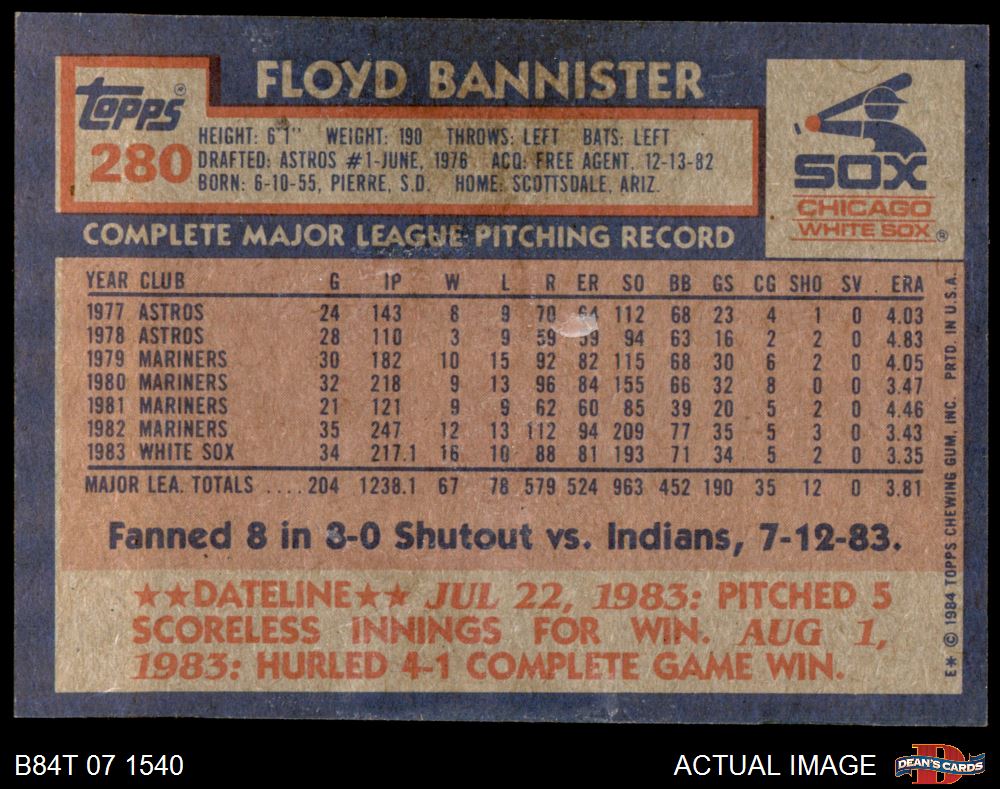 FLOYD BANNISTER
Topps®
280
HEIGHT: 6'1" WEIGHT: 190 THROWS: LEFT BATS: LEFT
DRAFTED: ASTROS #1-JUNE, 1976 ACQ: FREE AGENT, 12-13-82
BORN: 6-10-55, PIERRE, S.D. HOME: SCOTTSDALE, ARIZ.
SOX
CHICAGO
WHITE SOX®
COMPLETE MAJOR LEAGUE PITCHING RECORD
YEAR CLUB G IP W L R ER SO BB GS CG SHO SV ERA
1977 ASTROS 24 143 8 9 70 64 112 68 23 4 1 0 4.03
1978 ASTROS 28 110 3 9 59 59 94 63 16 2 2 0 4.83
1979 MARINERS 30 182 10 15 92 82 115 68 30 6 2 0 4.05
1980 MARINERS 32 218 9 13 96 84 155 66 32 8 0 0 3.47
1981 MARINERS 21 121 9 9 62 60 85 39 20 5 2 0 4.46
1982 MARINERS 35 247 12 13 112 94 209 77 35 5 3 0 3.43
1983 WHITE SOX 34 217.1 16 10 88 81 193 71 34 5 2 0 3.35
MAJOR LEA. TOTALS ....204 1238.1 67 78 579 524 963 452 190 35 12 0 3.81
Fanned 8 in 3-0 Shutout vs. Indians, 7-12-83.
★★DATELINE★★ JUL 22, 1983: PITCHED 5
SCORELESS INNINGS FOR WIN. AUG 1,
1983: HURLED 4-1 COMPLETE GAME WIN.
E* © 1984 TOPPS CHEWING GUM, INC. PRTD. IN U.S.A.
B84T 07 1540
ACTUAL IMAGE
DEAN'S CARDS